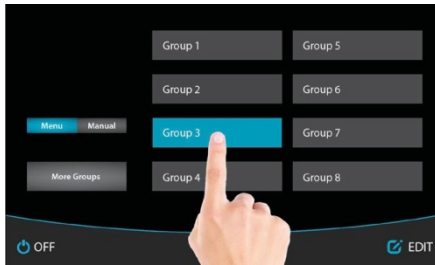 Group 1
Group 5
Group 2
Group 6
Menu
Manual
Group 3
Group 7
More Groups
Group 4
Group 8
OFF
EDIT